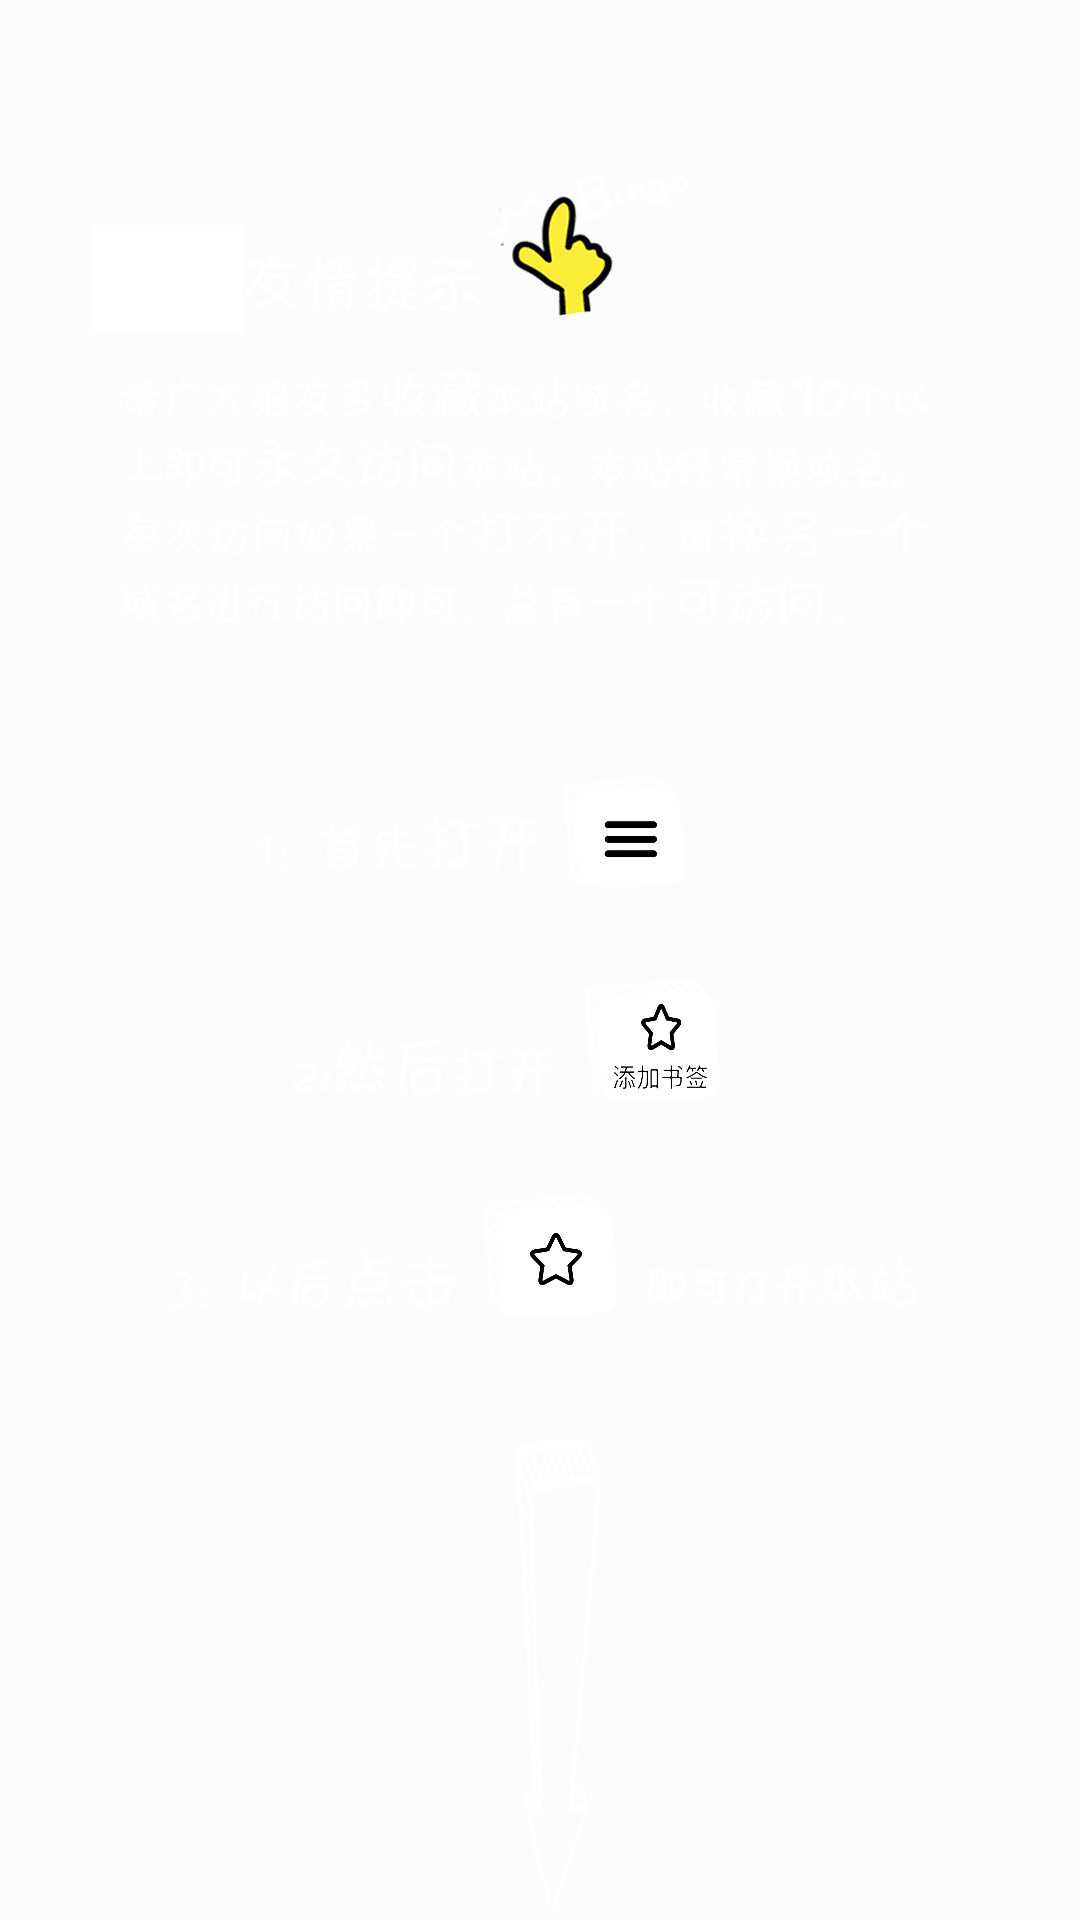 Bingo
友情提示
请广大狼友多收藏本站域名，收藏10个以
上即可永久访问本站，本站经常换域名。
每次访问如果一个打不开，请换另一个
域名进行访问即可，总有一个可访问。
1：首先打开
2:然后打开
添加书签
3：以后点击 即可打开本站